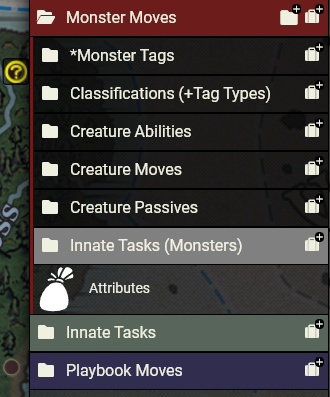 Monster Moves
*Monster Tags
Classifications (+Tag Types)
Creature Abilities
Creature Moves
Creature Passives
Innate Tasks (Monsters)
Attributes
Innate Tasks
Playbook Moves